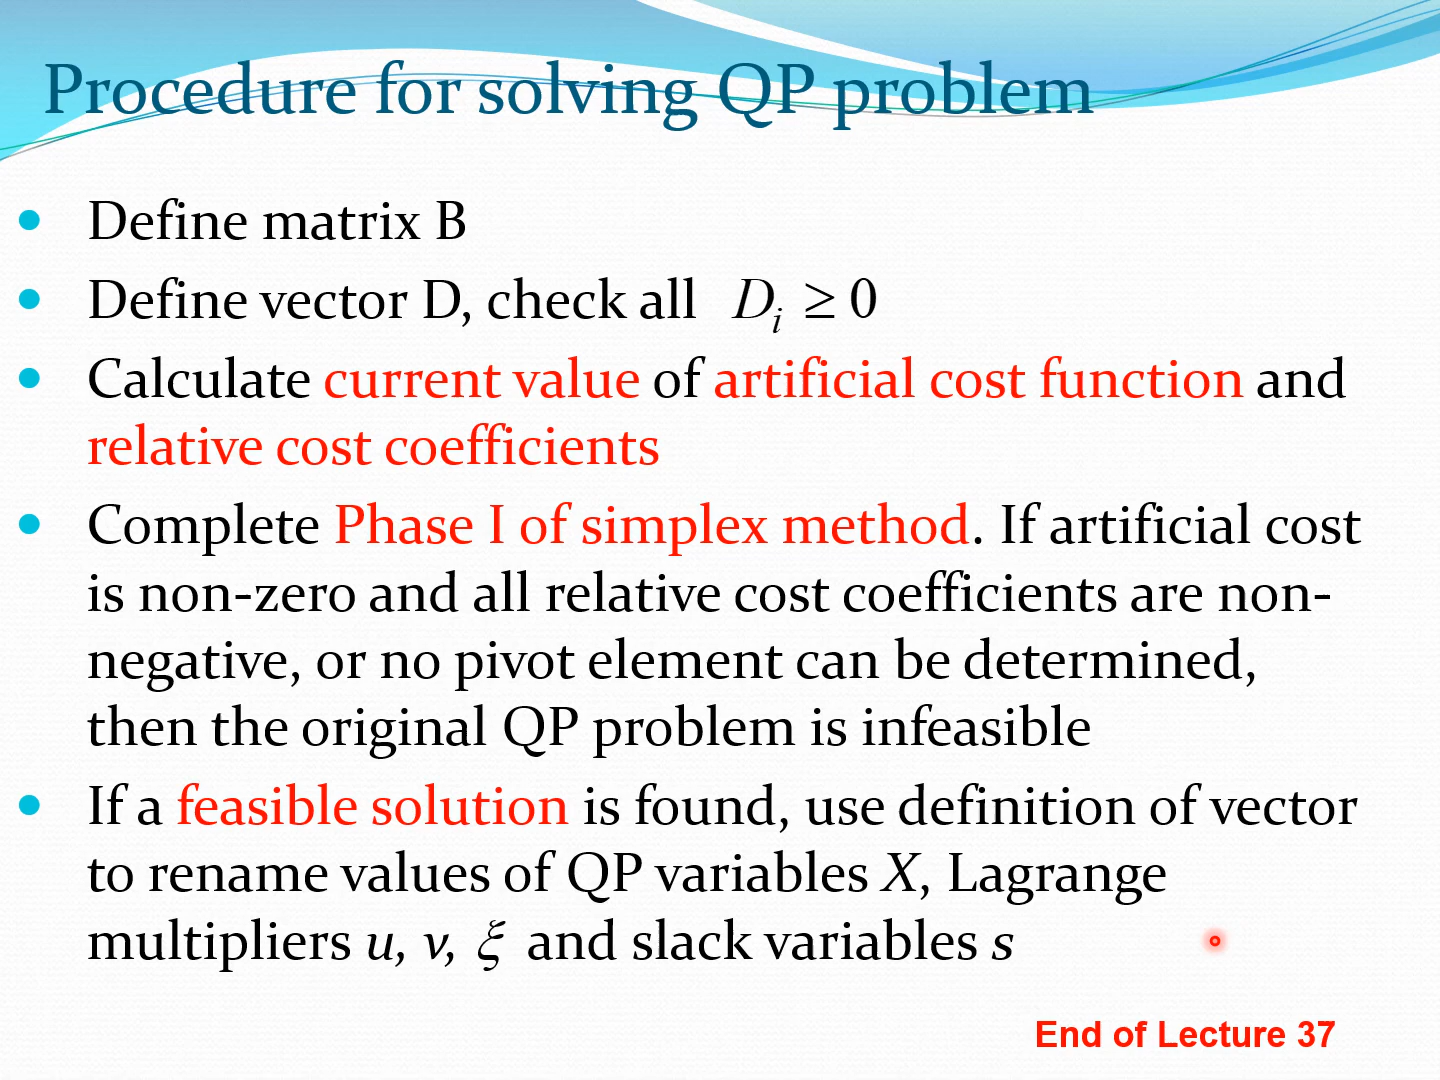 Procedure for solving QP problem
• Define matrix B
• Define vector D, check all D_i ≥ 0
• Calculate current value of artificial cost function and
relative cost coefficients
• Complete Phase I of simplex method. If artificial cost
is non-zero and all relative cost coefficients are non-
negative, or no pivot element can be determined,
then the original QP problem is infeasible
• If a feasible solution is found, use definition of vector
to rename values of QP variables X, Lagrange
multipliers u, v, ξ and slack variables s
End of Lecture 37